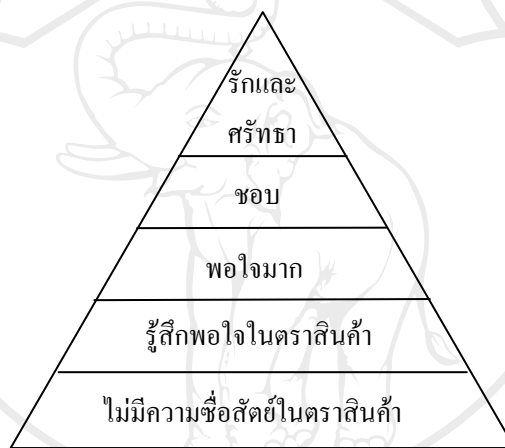 รักและ
ศรัทธา
ชอบ
พอใจมาก
รู้สึกพอใจในตราสินค้า
ไม่มีความซื่อสัตย์ในตราสินค้า